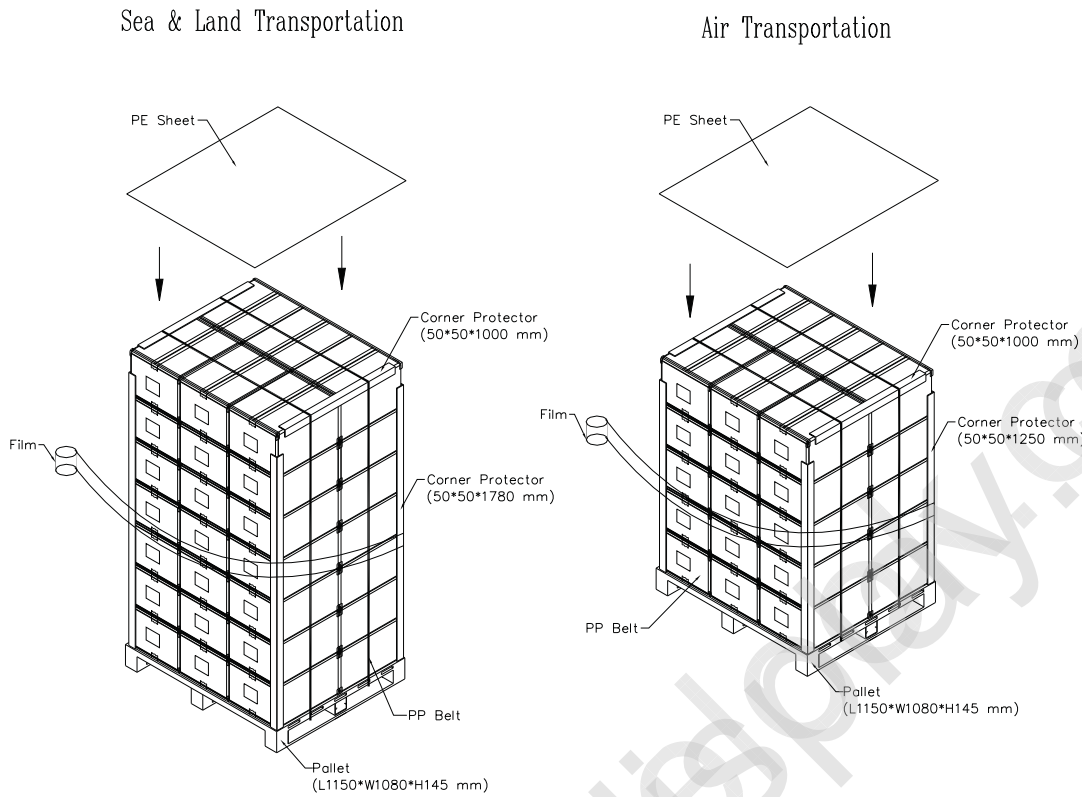 Sea & Land Transportation
PE Sheet
Corner Protector
(50*50*1000 mm)
Film
Corner Protector
(50*50*1780 mm)
PP Belt
Pallet
(L1150*W1080*H145 mm)
Air Transportation
PE Sheet
Corner Protector
(50*50*1000 mm)
Film
Corner Protector
(50*50*1250 mm)
PP Belt
Pallet
(L1150*W1080*H145 mm)